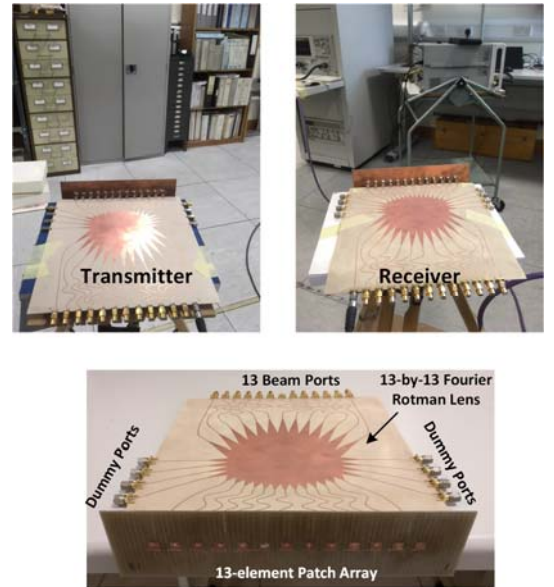 Transmitter
Receiver
13 Beam Ports
13-by-13 Fourier
Rotman Lens
Dummy Ports
Dummy Ports
13-element Patch Array